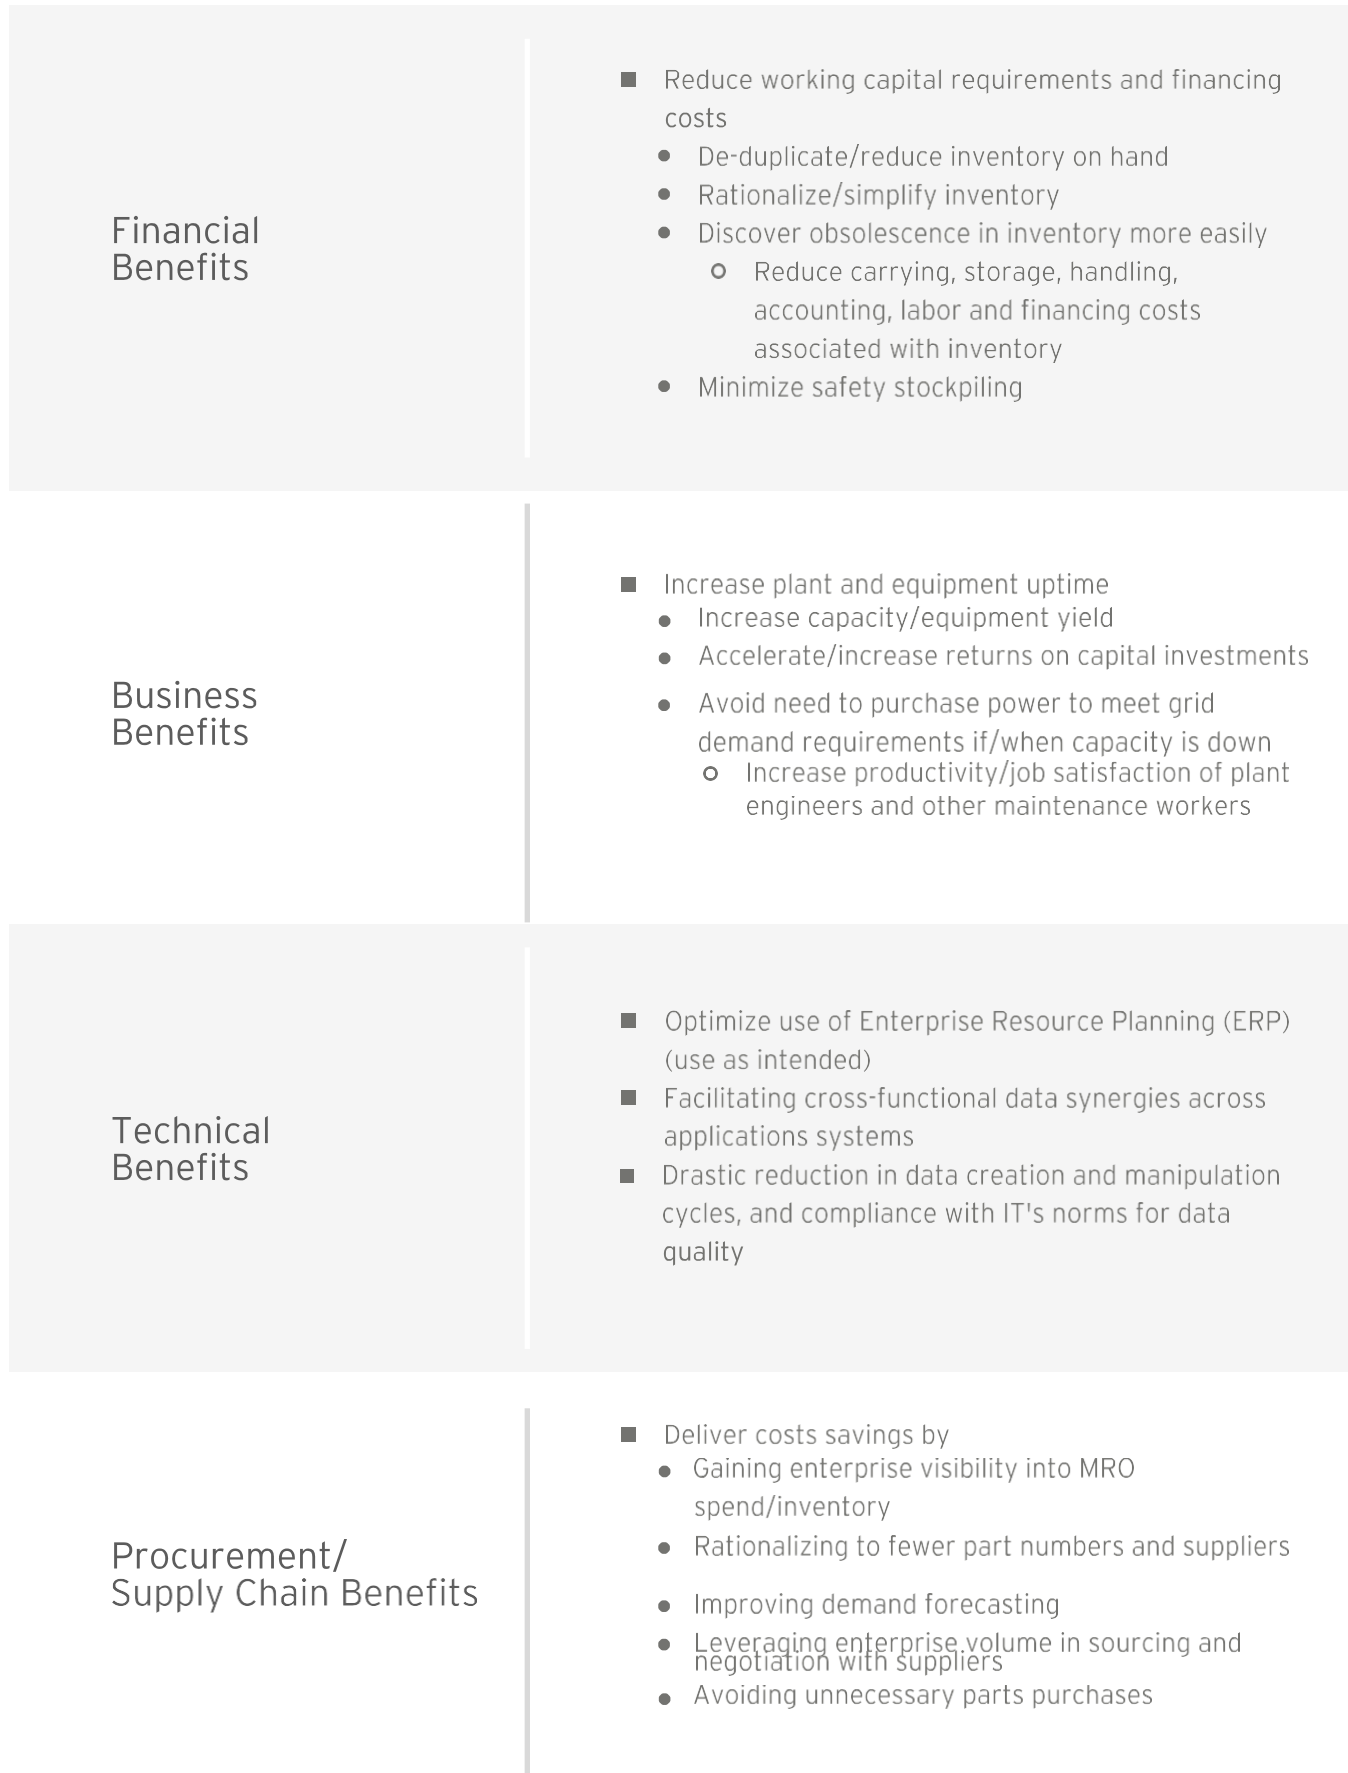 Financial
Benefits
■ Reduce working capital requirements and financing
costs
● De-duplicate/reduce inventory on hand
● Rationalize/simplify inventory
● Discover obsolescence in inventory more easily
○ Reduce carrying, storage, handling,
accounting, labor and financing costs
associated with inventory
● Minimize safety stockpiling
Business
Benefits
■ Increase plant and equipment uptime
● Increase capacity/equipment yield
● Accelerate/increase returns on capital investments
● Avoid need to purchase power to meet grid
demand requirements if/when capacity is down
○ Increase productivity/job satisfaction of plant
engineers and other maintenance workers
Technical
Benefits
■ Optimize use of Enterprise Resource Planning (ERP)
(use as intended)
■ Facilitating cross-functional data synergies across
applications systems
■ Drastic reduction in data creation and manipulation
cycles, and compliance with IT's norms for data
quality
Procurement/
Supply Chain Benefits
■ Deliver costs savings by
● Gaining enterprise visibility into MRO
spend/inventory
● Rationalizing to fewer part numbers and suppliers
● Improving demand forecasting
● Leveraging enterprise volume in sourcing and
negotiation with suppliers
● Avoiding unnecessary parts purchases